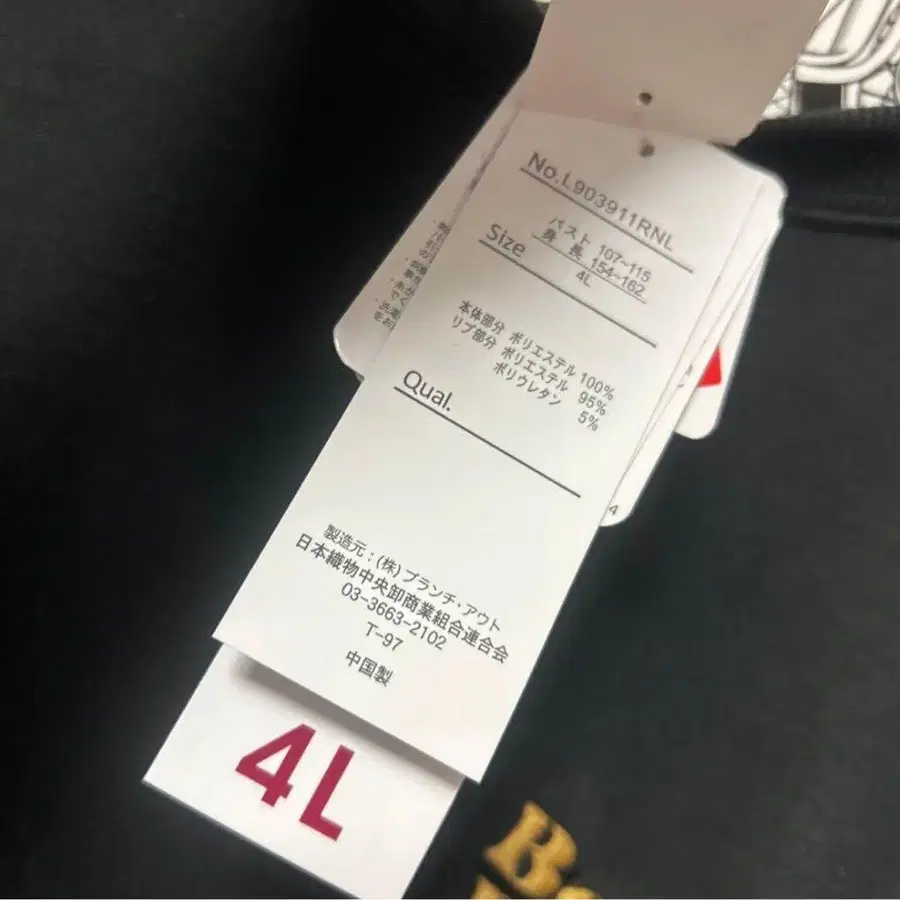 No.L903911RNL
Size
バスト 107~115
身 長 154~162
4L
本体部分 ポリエステル 100%
リブ部分 ポリエステル 95%
ポリウレタン 5%
Qual.
製造元:(株)ブランチ・アウト
日本織物中央卸商業組合連合会
03-3663-2102
T-97
中国製
4L
4